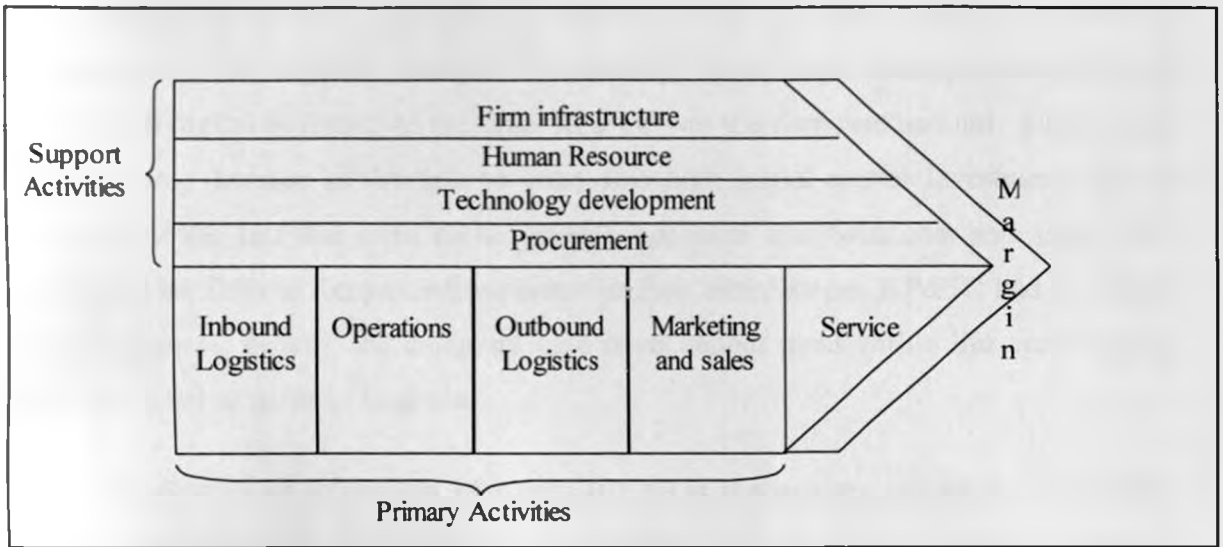 Support
Activities
Firm infrastructure
Human Resource
Technology development
Procurement
Inbound
Logistics
Operations
Outbound
Logistics
Marketing
and sales
Service
Margin
Primary Activities